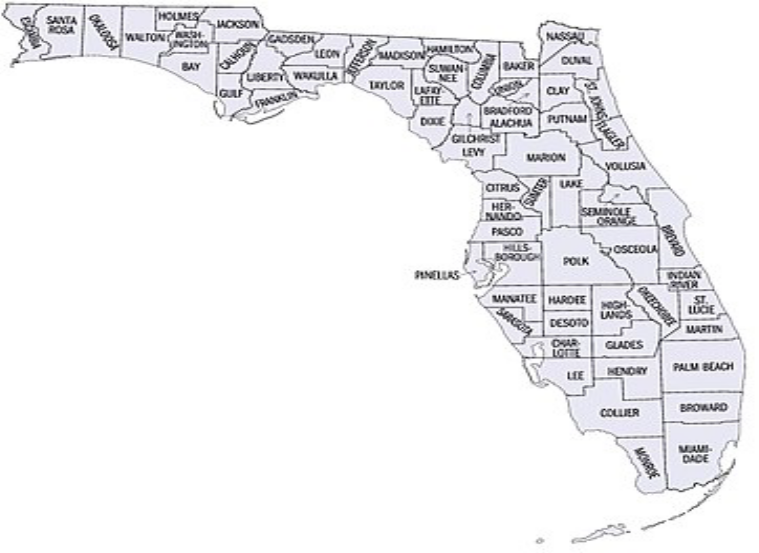 ESCAMBIA
SANTA
ROSA
OKALOOSA
WALTON
HOLMES
WASH-
INGTON
BAY
JACKSON
CALHOUN
GULF
LIBERTY
GADSDEN
FRANKLIN
LEON
WAKULLA
JEFFERSON
MADISON
TAYLOR
HAMILTON
SUWAN-
NEE
LAFAY-
ETTE
DIXIE
COLUMBIA
BAKER
UNION
BRADFORD
ALACHUA
GILCHRIST
LEVY
NASSAU
DUVAL
CLAY
ST. JOHNS
PUTNAM
FLAGLER
MARION
VOLUSIA
CITRUS
SUMTER
LAKE
HER-
NANDO
SEMINOLE
ORANGE
PASCO
BREVARD
HILLS-
BOROUGH
OSCEOLA
POLK
PINELLAS
INDIAN
RIVER
MANATEE
HARDEE
HIGH-
LANDS
OKEECHOBEE
ST.
LUCIE
SARASOTA
DESOTO
MARTIN
CHAR-
LOTTE
GLADES
LEE
HENDRY
PALM BEACH
COLLIER
BROWARD
MONROE
MIAMI-
DADE